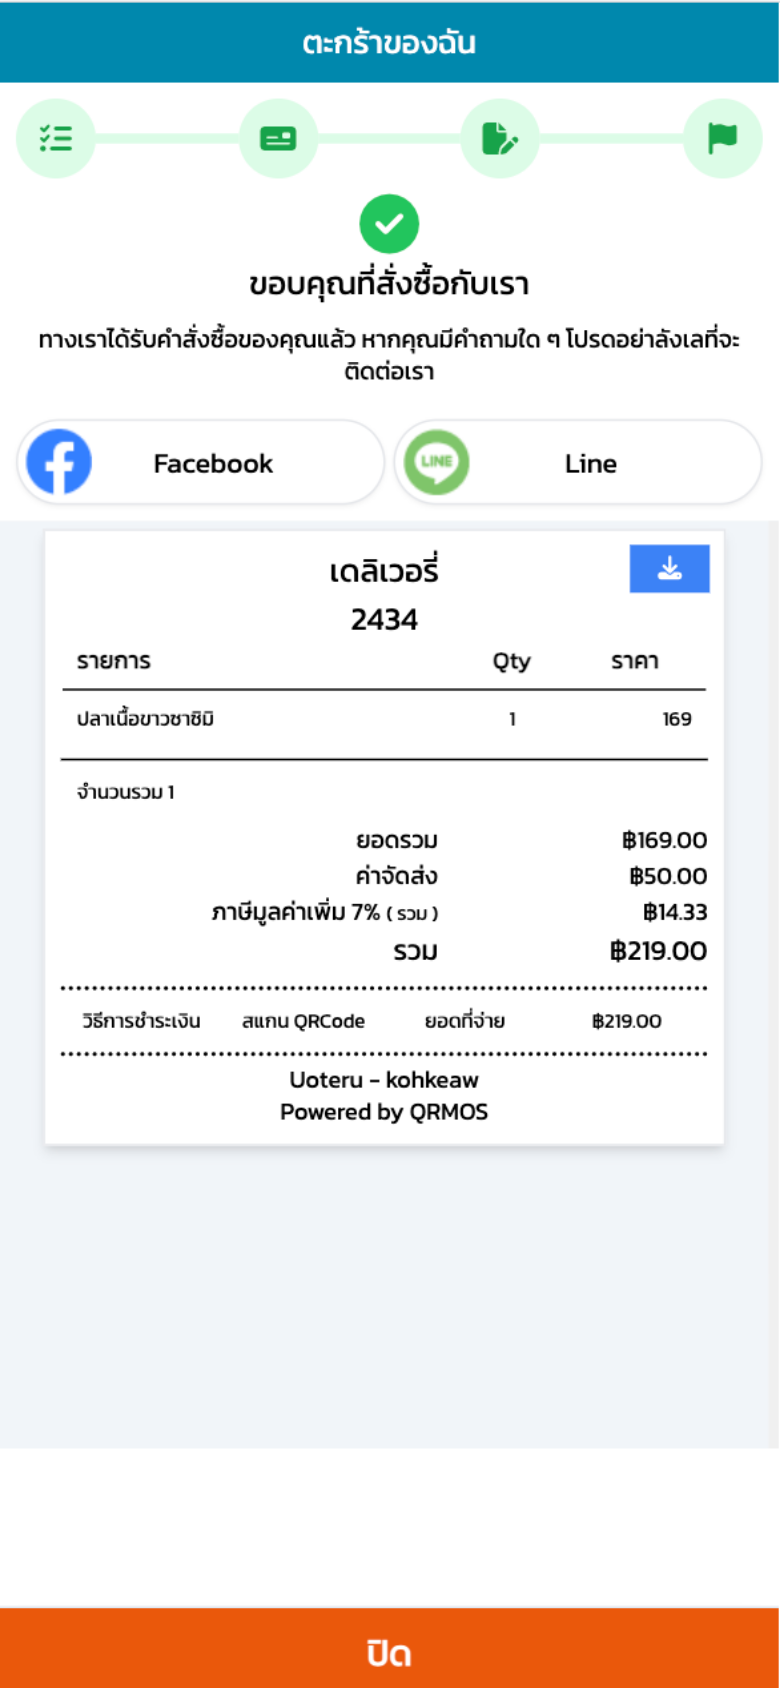 ตะกร้าของฉัน
ขอบคุณที่สั่งซื้อกับเรา
ทางเราได้รับคำสั่งซื้อของคุณแล้ว หากคุณมีคำถามใด ๆ โปรดอย่าลังเลที่จะ
ติดต่อเรา
Facebook
LINE Line
เดลิเวอรี่
2434
รายการ Qty ราคา
ปลาเนื้อขาวซาชิมิ 1 169
จำนวนรวม 1
ยอดรวม ฿169.00
ค่าจัดส่ง ฿50.00
ภาษีมูลค่าเพิ่ม 7% ( รวม ) ฿14.33
รวม ฿219.00
วิธีการชำระเงิน สแกน QRCode ยอดที่จ่าย ฿219.00
Uoteru - kohkeaw
Powered by QRMOS
ปิด